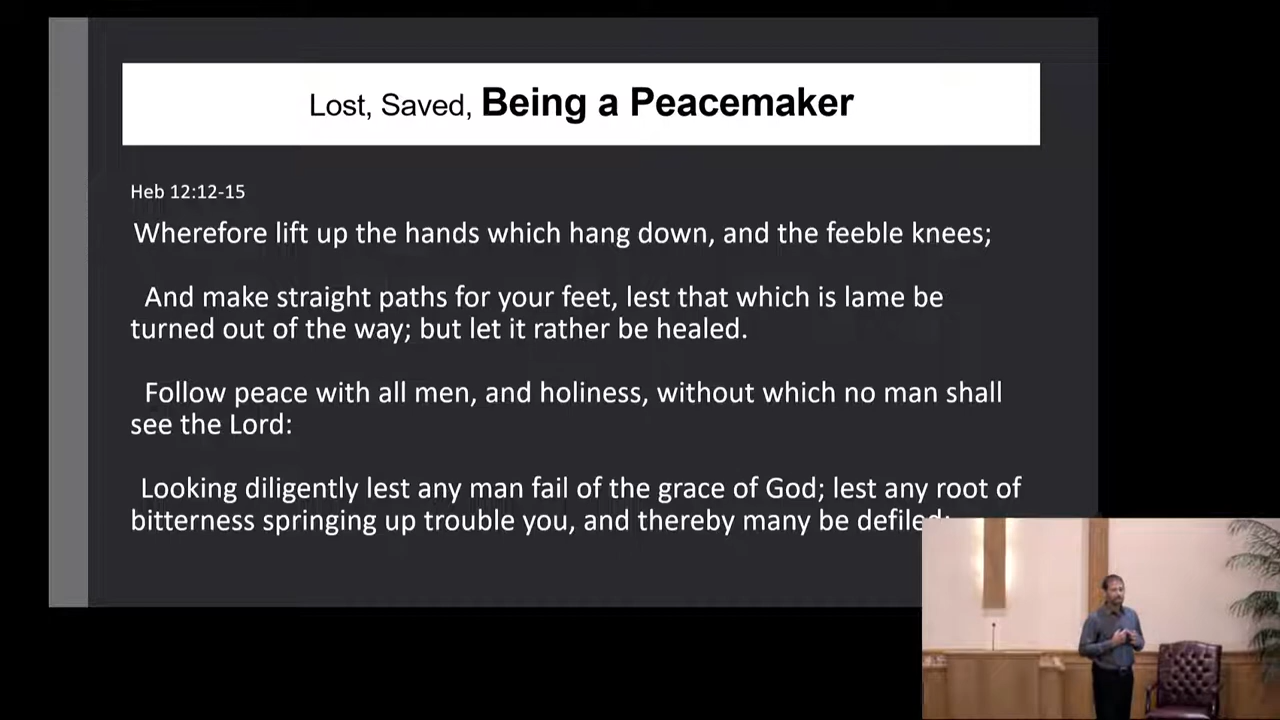 Lost, Saved, Being a Peacemaker
Heb 12:12-15
Wherefore lift up the hands which hang down, and the feeble knees;
And make straight paths for your feet, lest that which is lame be
turned out of the way; but let it rather be healed.
Follow peace with all men, and holiness, without which no man shall
see the Lord:
Looking diligently lest any man fail of the grace of God; lest any root of
bitterness springing up trouble you, and thereby many be defiled;